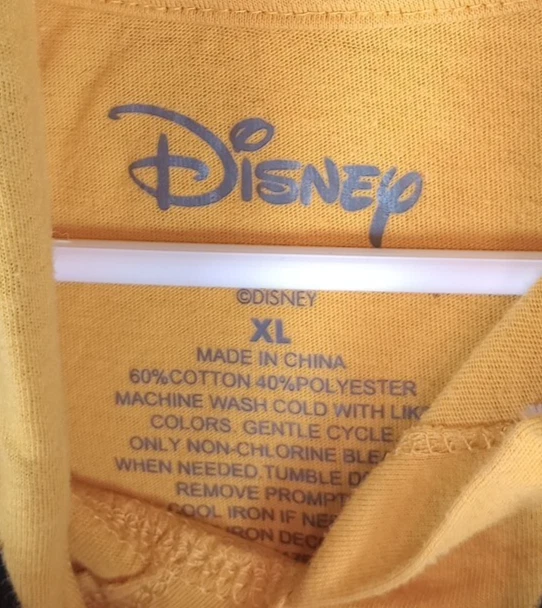 Disney
©DISNEY
XL
MADE IN CHINA
60%COTTON 40%POLYESTER
MACHINE WASH COLD WITH
COLORS. GENTLE CYCLE.
ONLY NON-CHLORINE
WHEN NEEDED.TUMBLE
REMOVE
COOL IRON IF
IRON